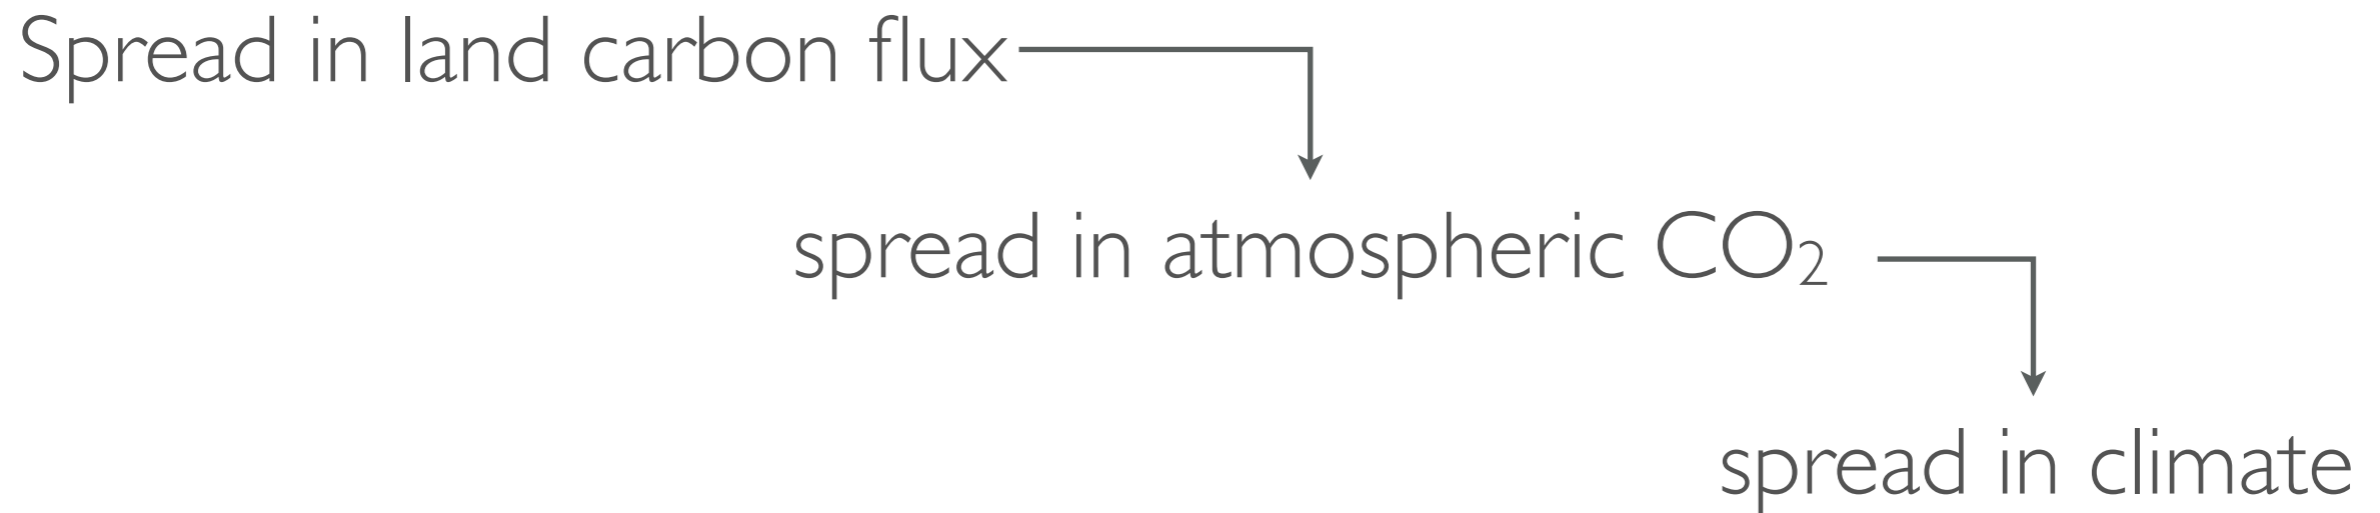 Spread in land carbon flux
spread in atmospheric CO₂
spread in climate